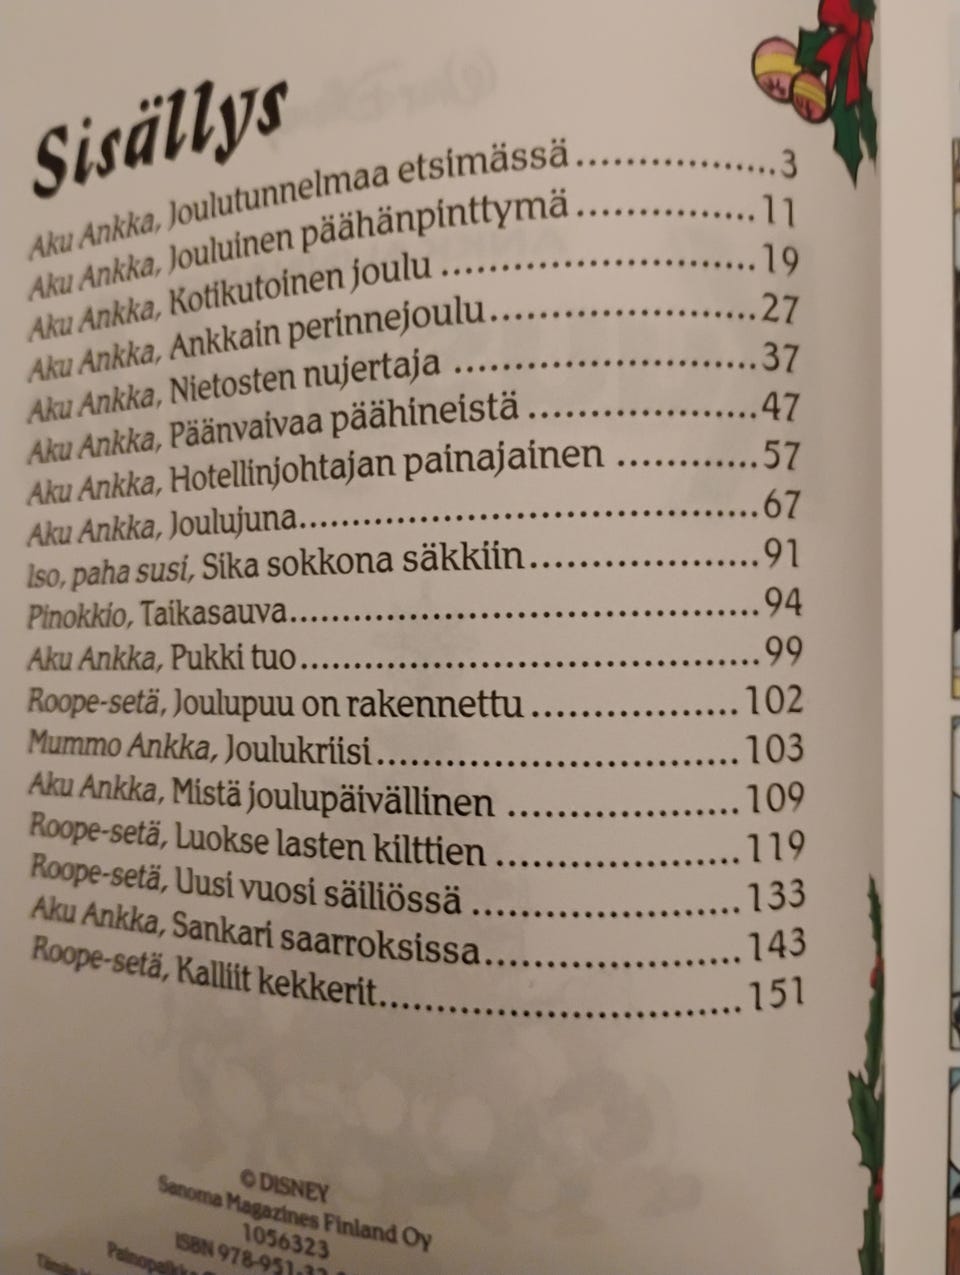 Sisällys
Aku Ankka, Joulutunnelmaa etsimässä..................3
Aku Ankka, Jouluinen päähänpinttymä...............11
Aku Ankka, Kotikutoinen joulu..........................19
Aku Ankka, Ankkain perinnejoulu......................27
Aku Ankka, Nietosten nujertaja.........................37
Aku Ankka, Päänvaivaa päähineistä...................47
Aku Ankka, Hotellinjohtajan painajainen............57
Aku Ankka, Joulujuna......................................67
Iso, paha susi, Sika sokkona säkkiin...................91
Pinokkio, Taikasauva.......................................94
Aku Ankka, Pukki tuo......................................99
Roope-setä, Joulupuu on rakennettu.................102
Mummo Ankka, Joulukriisi..............................103
Aku Ankka, Mistä joulupäivällinen...................109
Roope-setä, Luokse lasten kilttien....................119
Roope-setä, Uusi vuosi säiliössä......................133
Aku Ankka, Sankari saarroksissa.....................143
Roope-setä, Kalliit kekkerit..............................151
© DISNEY
Sanoma Magazines Finland Oy
1056323
ISBN 978-951-32-
Painopaikka